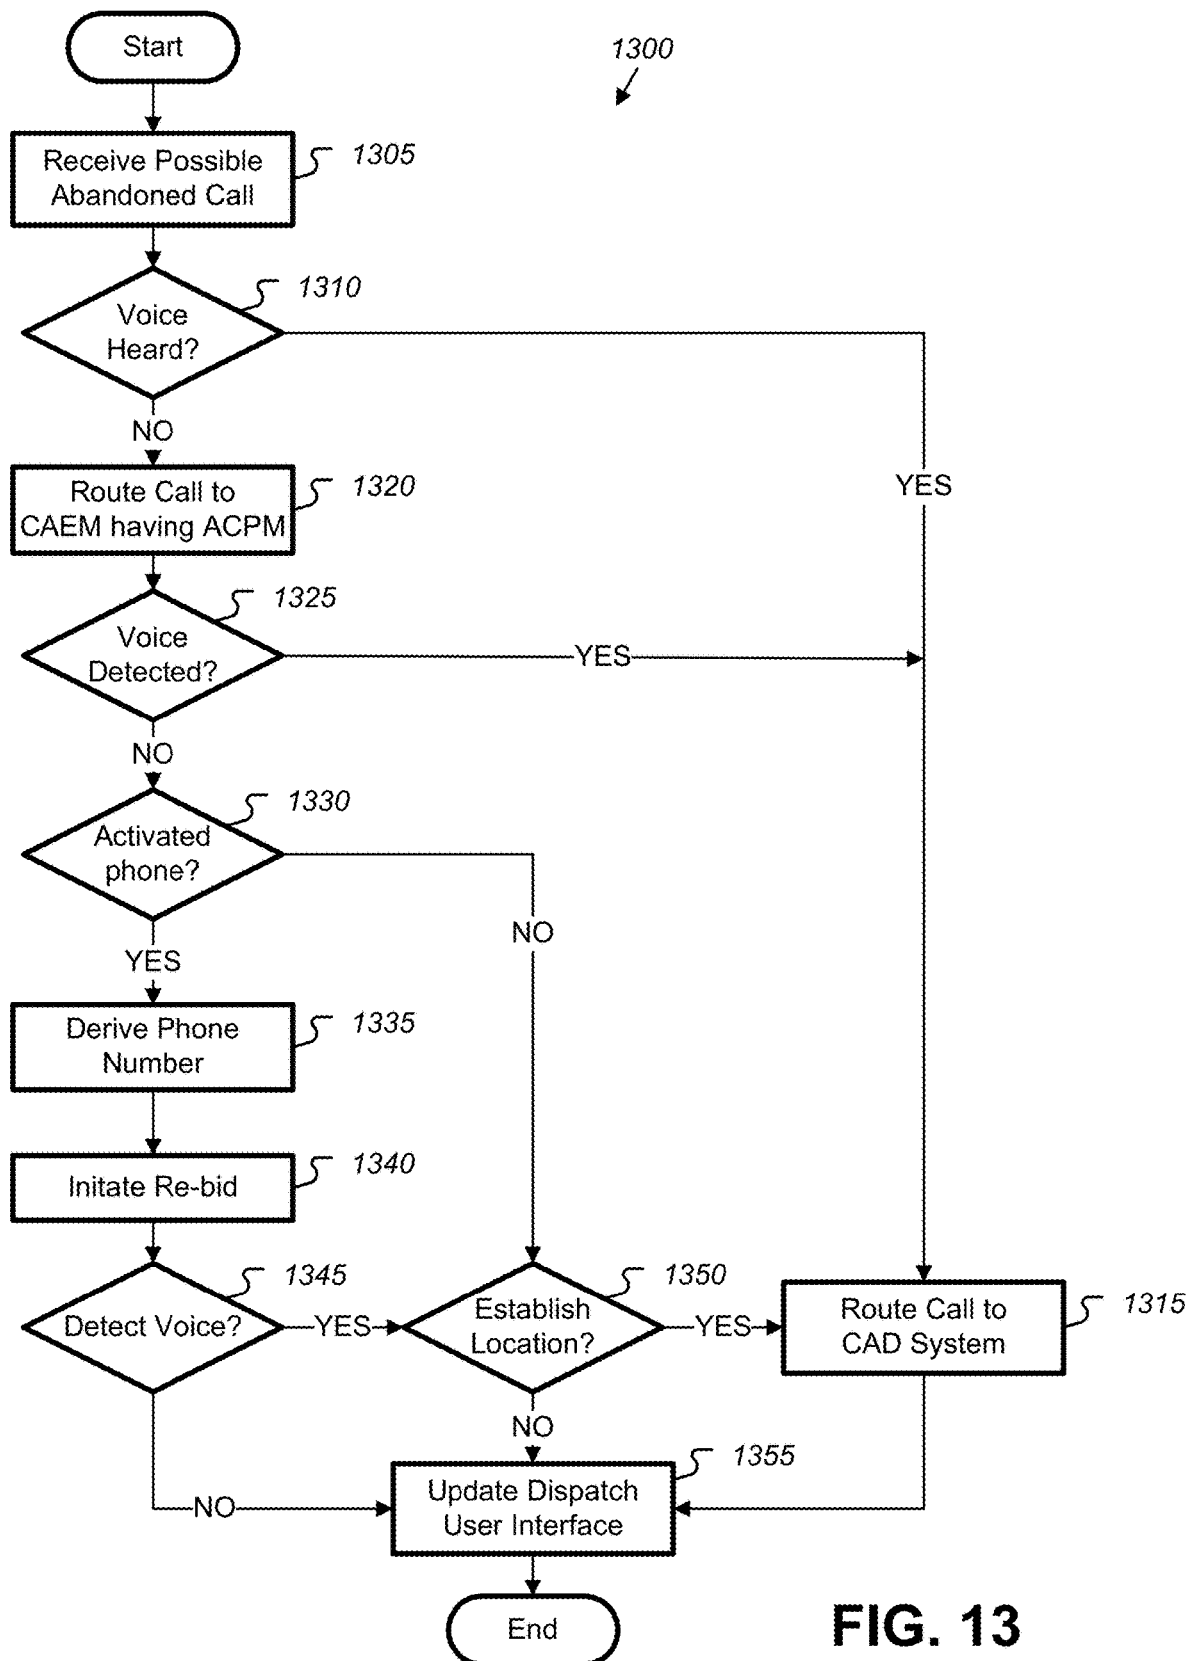 Start
1300
Receive Possible
Abandoned Call
1305
Voice
Heard?
1310
NO
YES
Route Call to
CAEM having ACPM
1320
Voice
Detected?
1325
YES
NO
Activated
phone?
1330
NO
YES
Derive Phone
Number
1335
Initate Re-bid
1340
Detect Voice?
1345
YES
Establish
Location?
1350
YES
Route Call to
CAD System
1315
NO
Update Dispatch
User Interface
1355
NO
End
FIG. 13